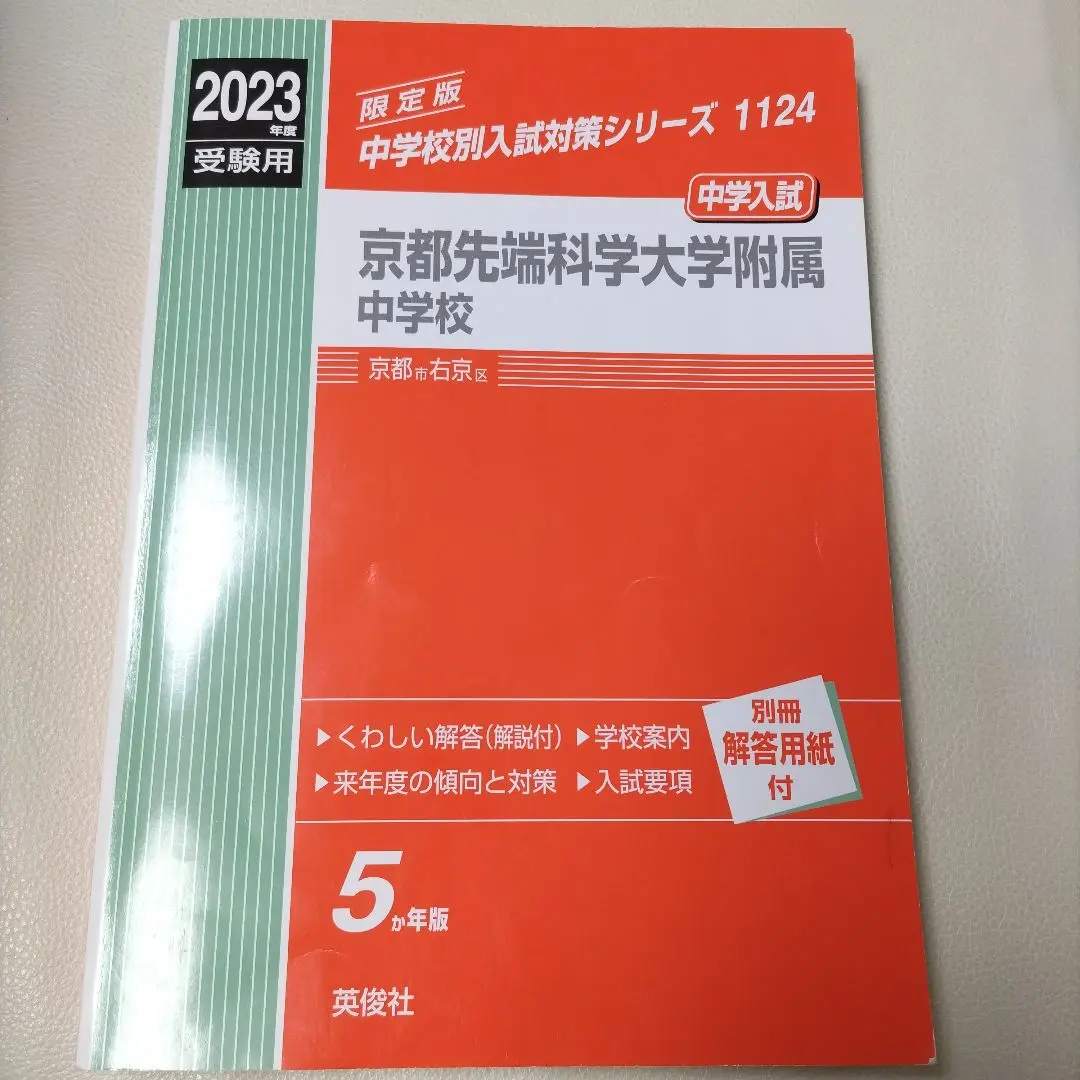 2023
年度
受験用
限定版
中学校別入試対策シリーズ 1124
中学入試
京都先端科学大学附属
中学校
京都市右京区
▶くわしい解答(解説付) ▶学校案内
▶来年度の傾向と対策 ▶入試要項
別冊
解答用紙
付
5か年版
英俊社